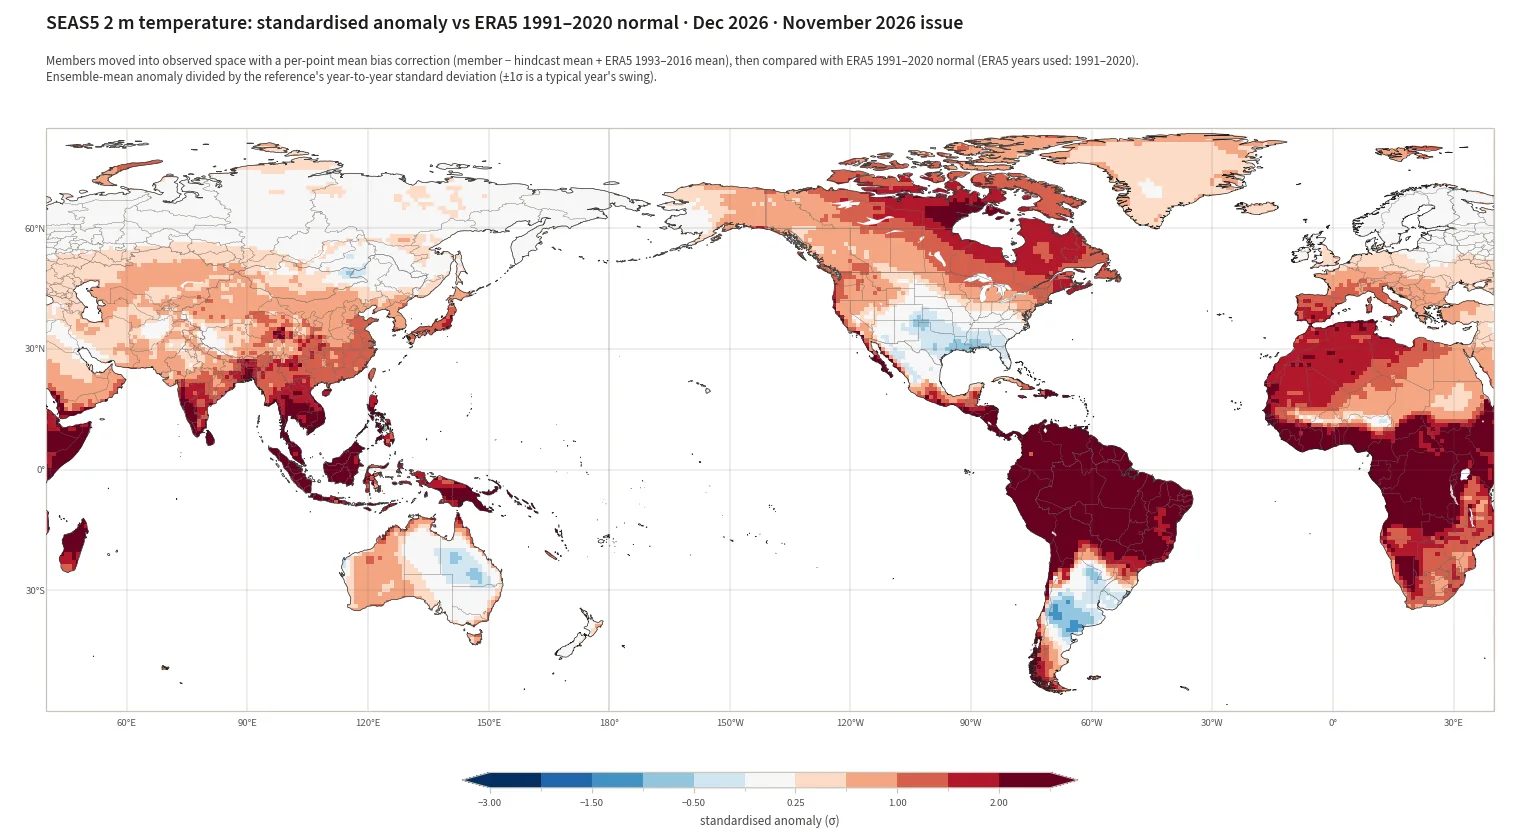 SEAS5 2 m temperature: standardised anomaly vs ERA5 1991–2020 normal · Dec 2026 · November 2026 issue
Members moved into observed space with a per-point mean bias correction (member − hindcast mean + ERA5 1993–2016 mean), then compared with ERA5 1991–2020 normal (ERA5 years used: 1991–2020).
Ensemble-mean anomaly divided by the reference's year-to-year standard deviation (±1σ is a typical year's swing).
60°N
30°N
0°
30°S
60°E 90°E 120°E 150°E 180° 150°W 120°W 90°W 60°W 30°W 0° 30°E
−3.00 −1.50 −0.50 0.25 1.00 2.00
standardised anomaly (σ)